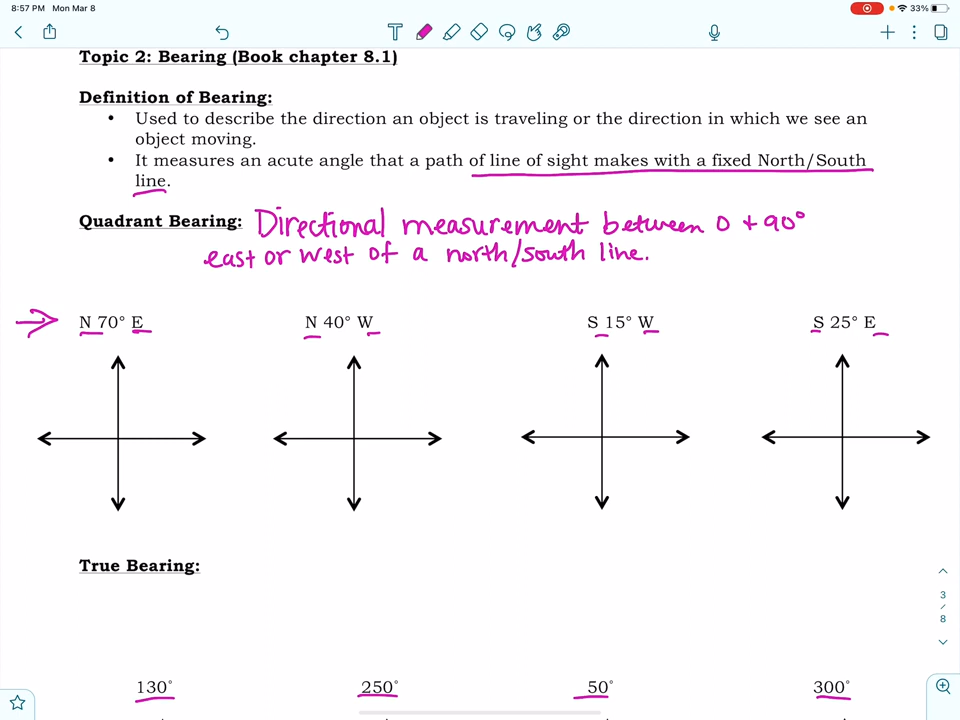 8:57 PM Mon Mar 8 33%
Topic 2: Bearing (Book chapter 8.1)
Definition of Bearing:
• Used to describe the direction an object is traveling or the direction in which we see an
object moving.
• It measures an acute angle that a path of line of sight makes with a fixed North/South
line.
Quadrant Bearing: Directional measurement between 0 + 90°
east or west of a north/south line.
N 70° E N 40° W S 15° W S 25° E
True Bearing:
3
/
8
130° 250° 50° 300°